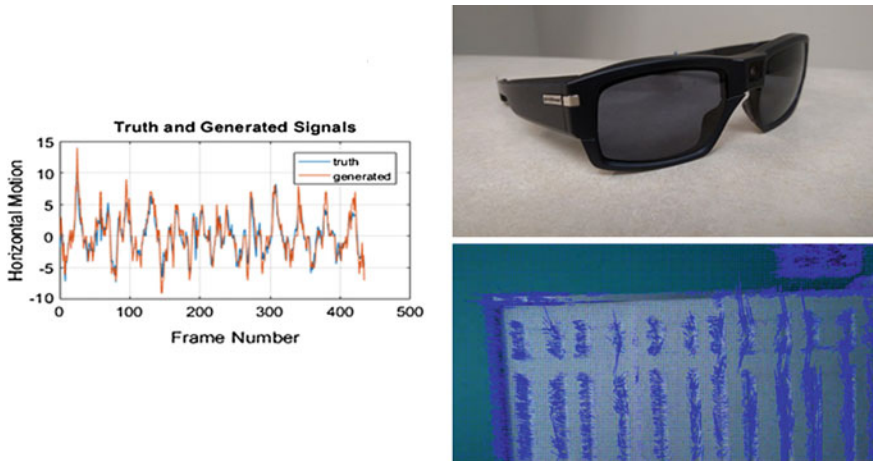 Truth and Generated Signals
truth
generated
15
10
5
0
-5
-10
Horizontal Motion
0 100 200 300 400 500
Frame Number